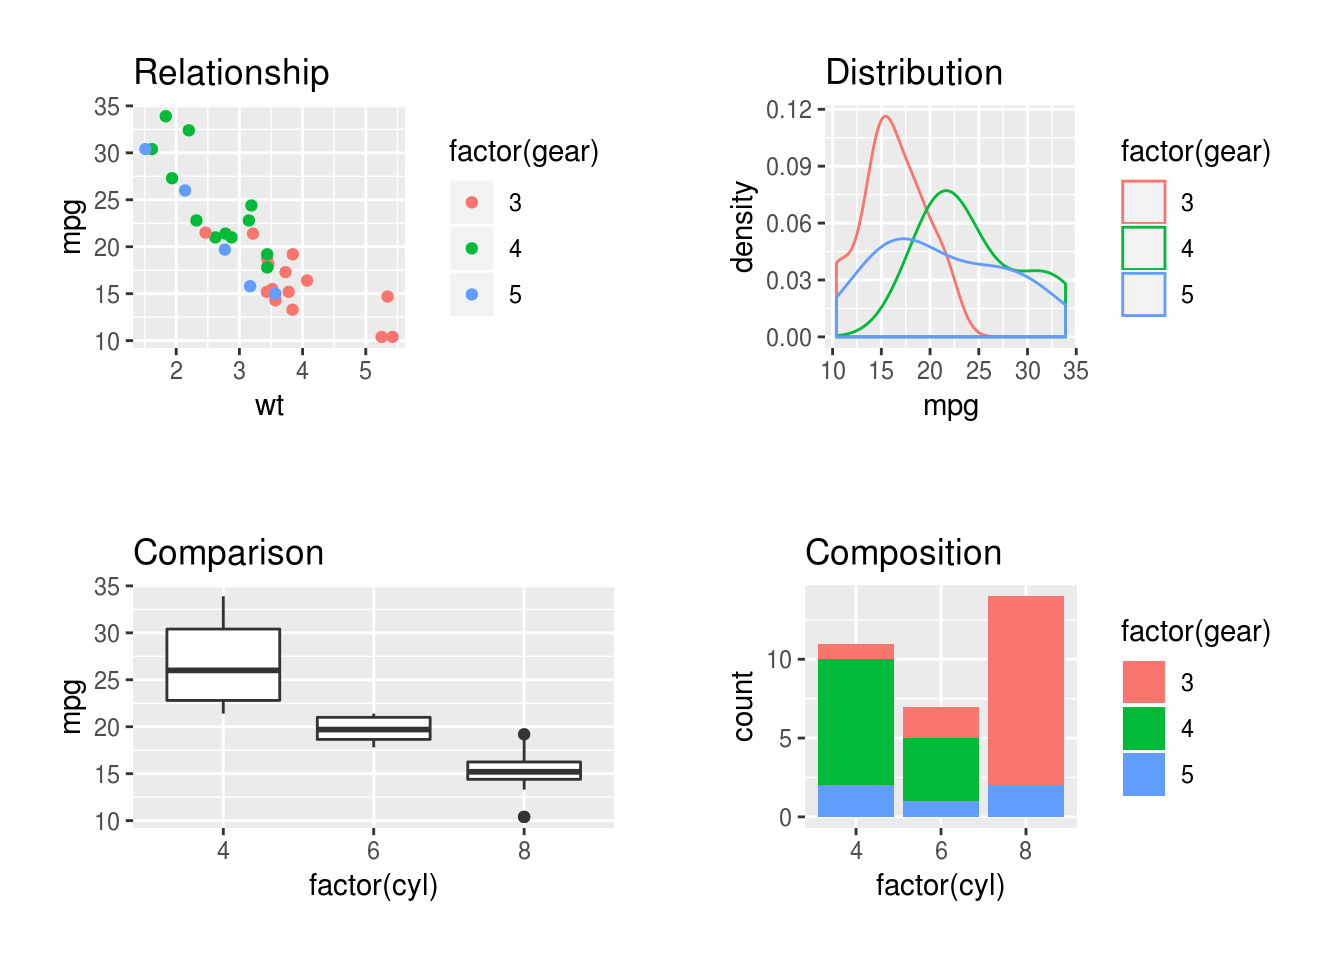 Relationship
35
30
25
20
15
10
mpg
2 3 4 5
wt
factor(gear)
3
4
5
Distribution
0.12
0.09
0.06
0.03
0.00
density
10 15 20 25 30 35
mpg
factor(gear)
3
4
5
Comparison
35
30
25
20
15
10
mpg
4 6 8
factor(cyl)
Composition
10
5
0
count
4 6 8
factor(cyl)
factor(gear)
3
4
5